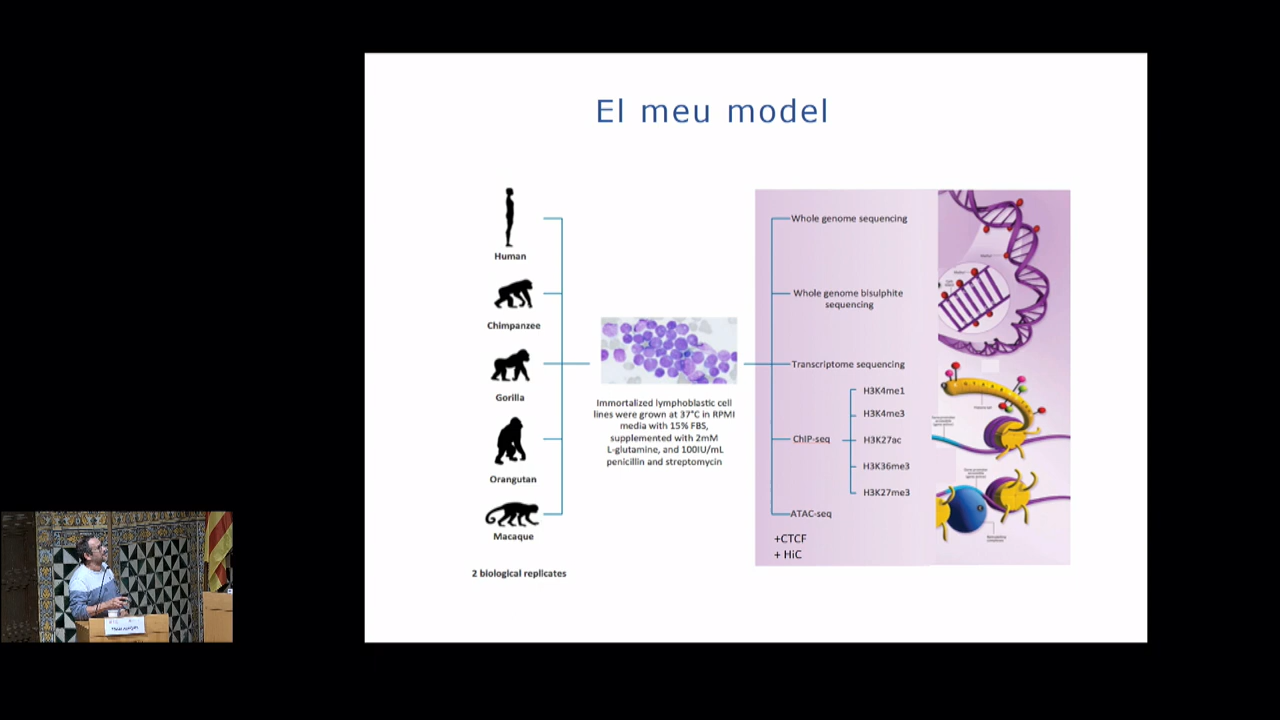 El meu model
Human
Chimpanzee
Gorilla
Orangutan
Macaque
2 biological replicates
Immortalized lymphoblastic cell
lines were grown at 37°C in RPMI
media with 15% FBS,
supplemented with 2mM
L-glutamine, and 100IU/mL
penicillin and streptomycin
Whole genome sequencing
Whole genome bisulphite
sequencing
Transcriptome sequencing
ChIP-seq
H3K4me1
H3K4me3
H3K27ac
H3K36me3
H3K27me3
ATAC-seq
+CTCF
+ HiC